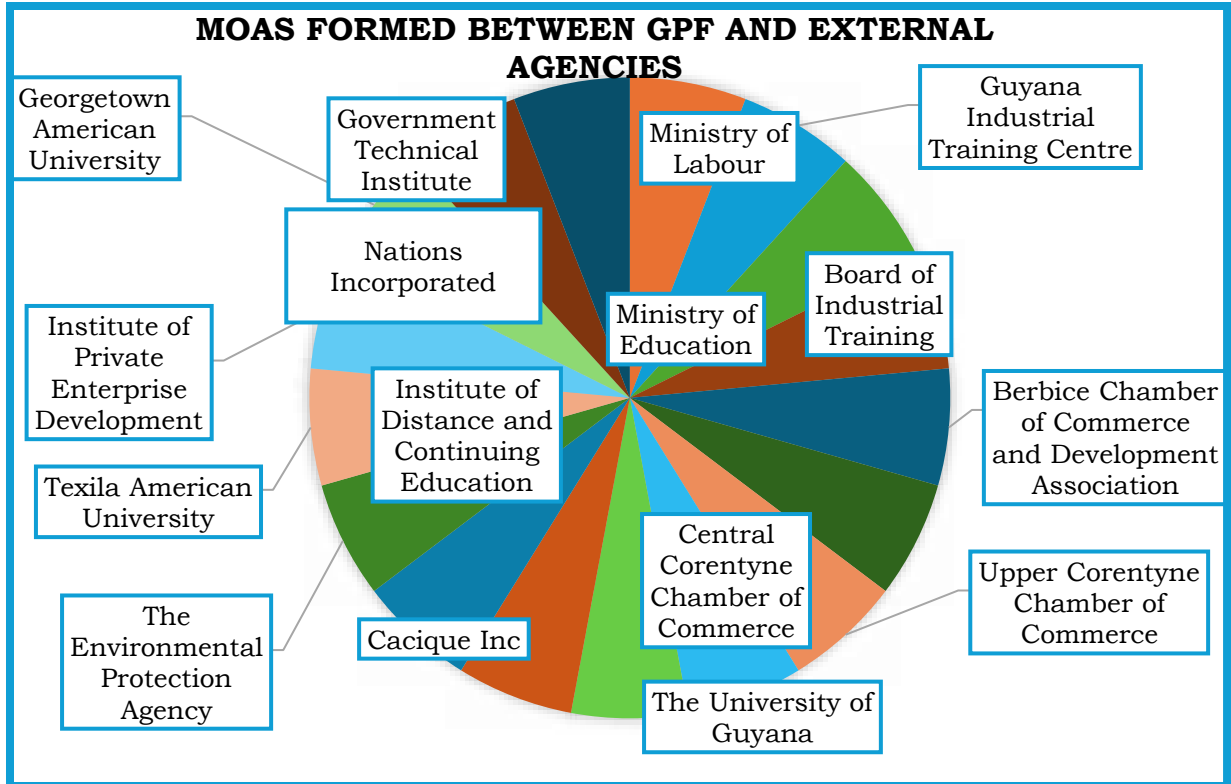 MOAS FORMED BETWEEN GPF AND EXTERNAL
AGENCIES
Georgetown
American
University
Government
Technical
Institute
Ministry of
Labour
Guyana
Industrial
Training Centre
Nations
Incorporated
Ministry of
Education
Board of
Industrial
Training
Institute of
Private
Enterprise
Development
Institute of
Distance and
Continuing
Education
Berbice Chamber
of Commerce
and Development
Association
Texila American
University
Central
Corentyne
Chamber of
Commerce
Upper Corentyne
Chamber of
Commerce
The
Environmental
Protection
Agency
Cacique Inc
The University of
Guyana